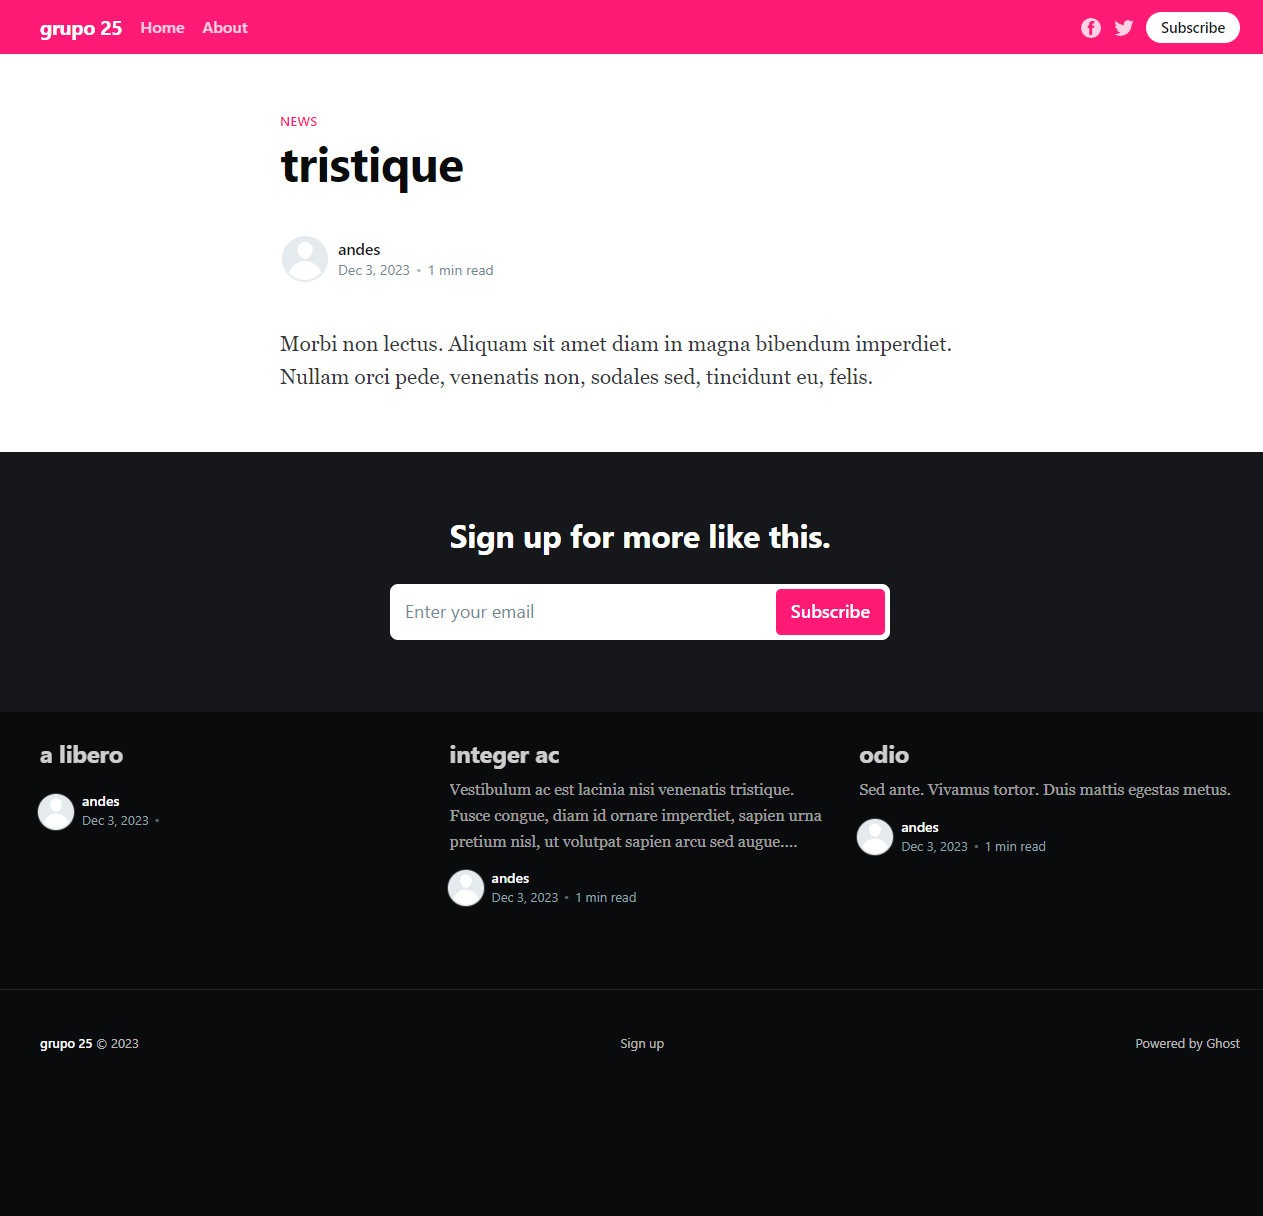 grupo 25 Home About Subscribe
NEWS
tristique
andes
Dec 3, 2023 • 1 min read
Morbi non lectus. Aliquam sit amet diam in magna bibendum imperdiet.
Nullam orci pede, venenatis non, sodales sed, tincidunt eu, felis.
Sign up for more like this.
Enter your email Subscribe
a libero
andes
Dec 3, 2023 •
integer ac
Vestibulum ac est lacinia nisi venenatis tristique.
Fusce congue, diam id ornare imperdiet, sapien urna
pretium nisl, ut volutpat sapien arcu sed augue....
andes
Dec 3, 2023 • 1 min read
odio
Sed ante. Vivamus tortor. Duis mattis egestas metus.
andes
Dec 3, 2023 • 1 min read
grupo 25 © 2023 Sign up Powered by Ghost